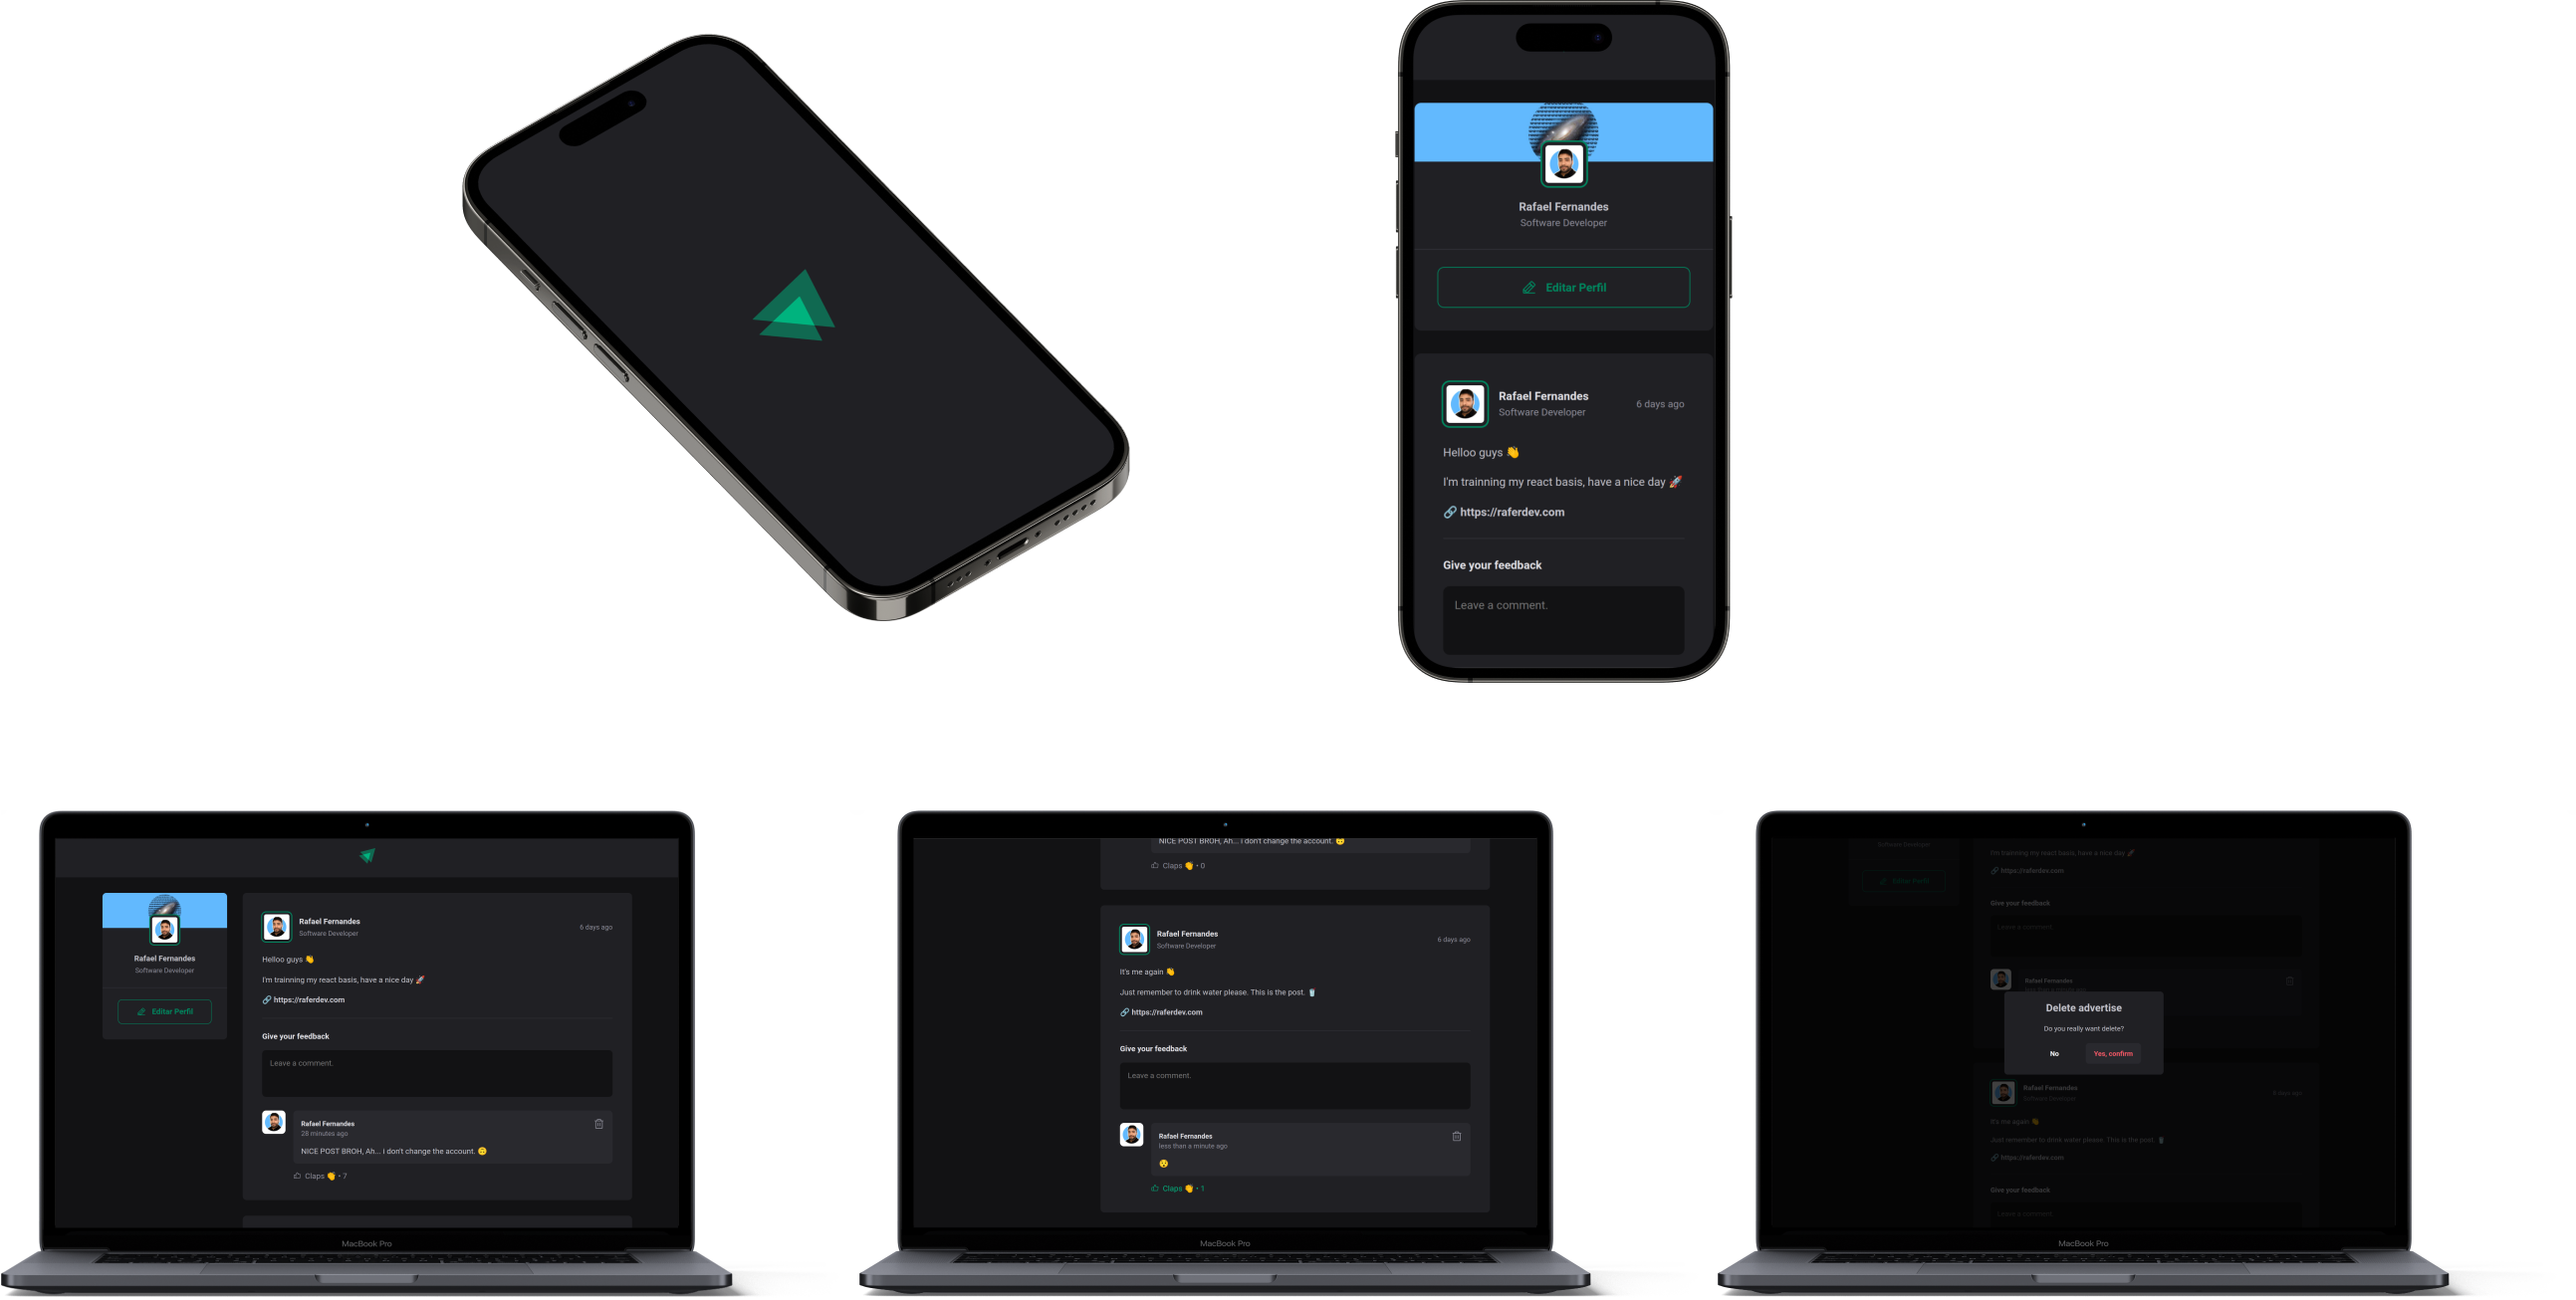 Rafael Fernandes
Software Developer
Editar Perfil
Rafael Fernandes
Software Developer
6 days ago
Helloo guys 👏
I'm trainning my react basis, have a nice day 🚀
🔗 https://raferdev.com
Give your feedback
Leave a comment.
Rafael Fernandes
Software Developer
Editar Perfil
Rafael Fernandes
Software Developer
6 days ago
Helloo guys 👏
I'm trainning my react basis, have a nice day 🚀
🔗 https://raferdev.com
Give your feedback
Leave a comment.
Rafael Fernandes
28 minutes ago
NICE POST BROH, Ah... i don't change the account. 🙃
Claps 👏 • 7
MacBook Pro
NICE POST BROH, Ah... i don't change the account. 🙃
Claps 👏 • 0
Rafael Fernandes
Software Developer
6 days ago
It's me again 👏
Just remember to drink water please. This is the post. 🥤
🔗 https://raferdev.com
Give your feedback
Leave a comment.
Rafael Fernandes
less than a minute ago
😯
Claps 👏 • 1
MacBook Pro
Software Developer
Editar Perfil
I'm trainning my react basis, have a nice day 🚀
🔗 https://raferdev.com
Give your feedback
Leave a comment.
Rafael Fernandes
Delete advertise
Do you really want delete?
No
Yes, confirm
Rafael Fernandes
Software Developer
6 days ago
It's me again 👏
Just remember to drink water please. This is the post. 🥤
🔗 https://raferdev.com
Give your feedback
Leave a comment.
MacBook Pro